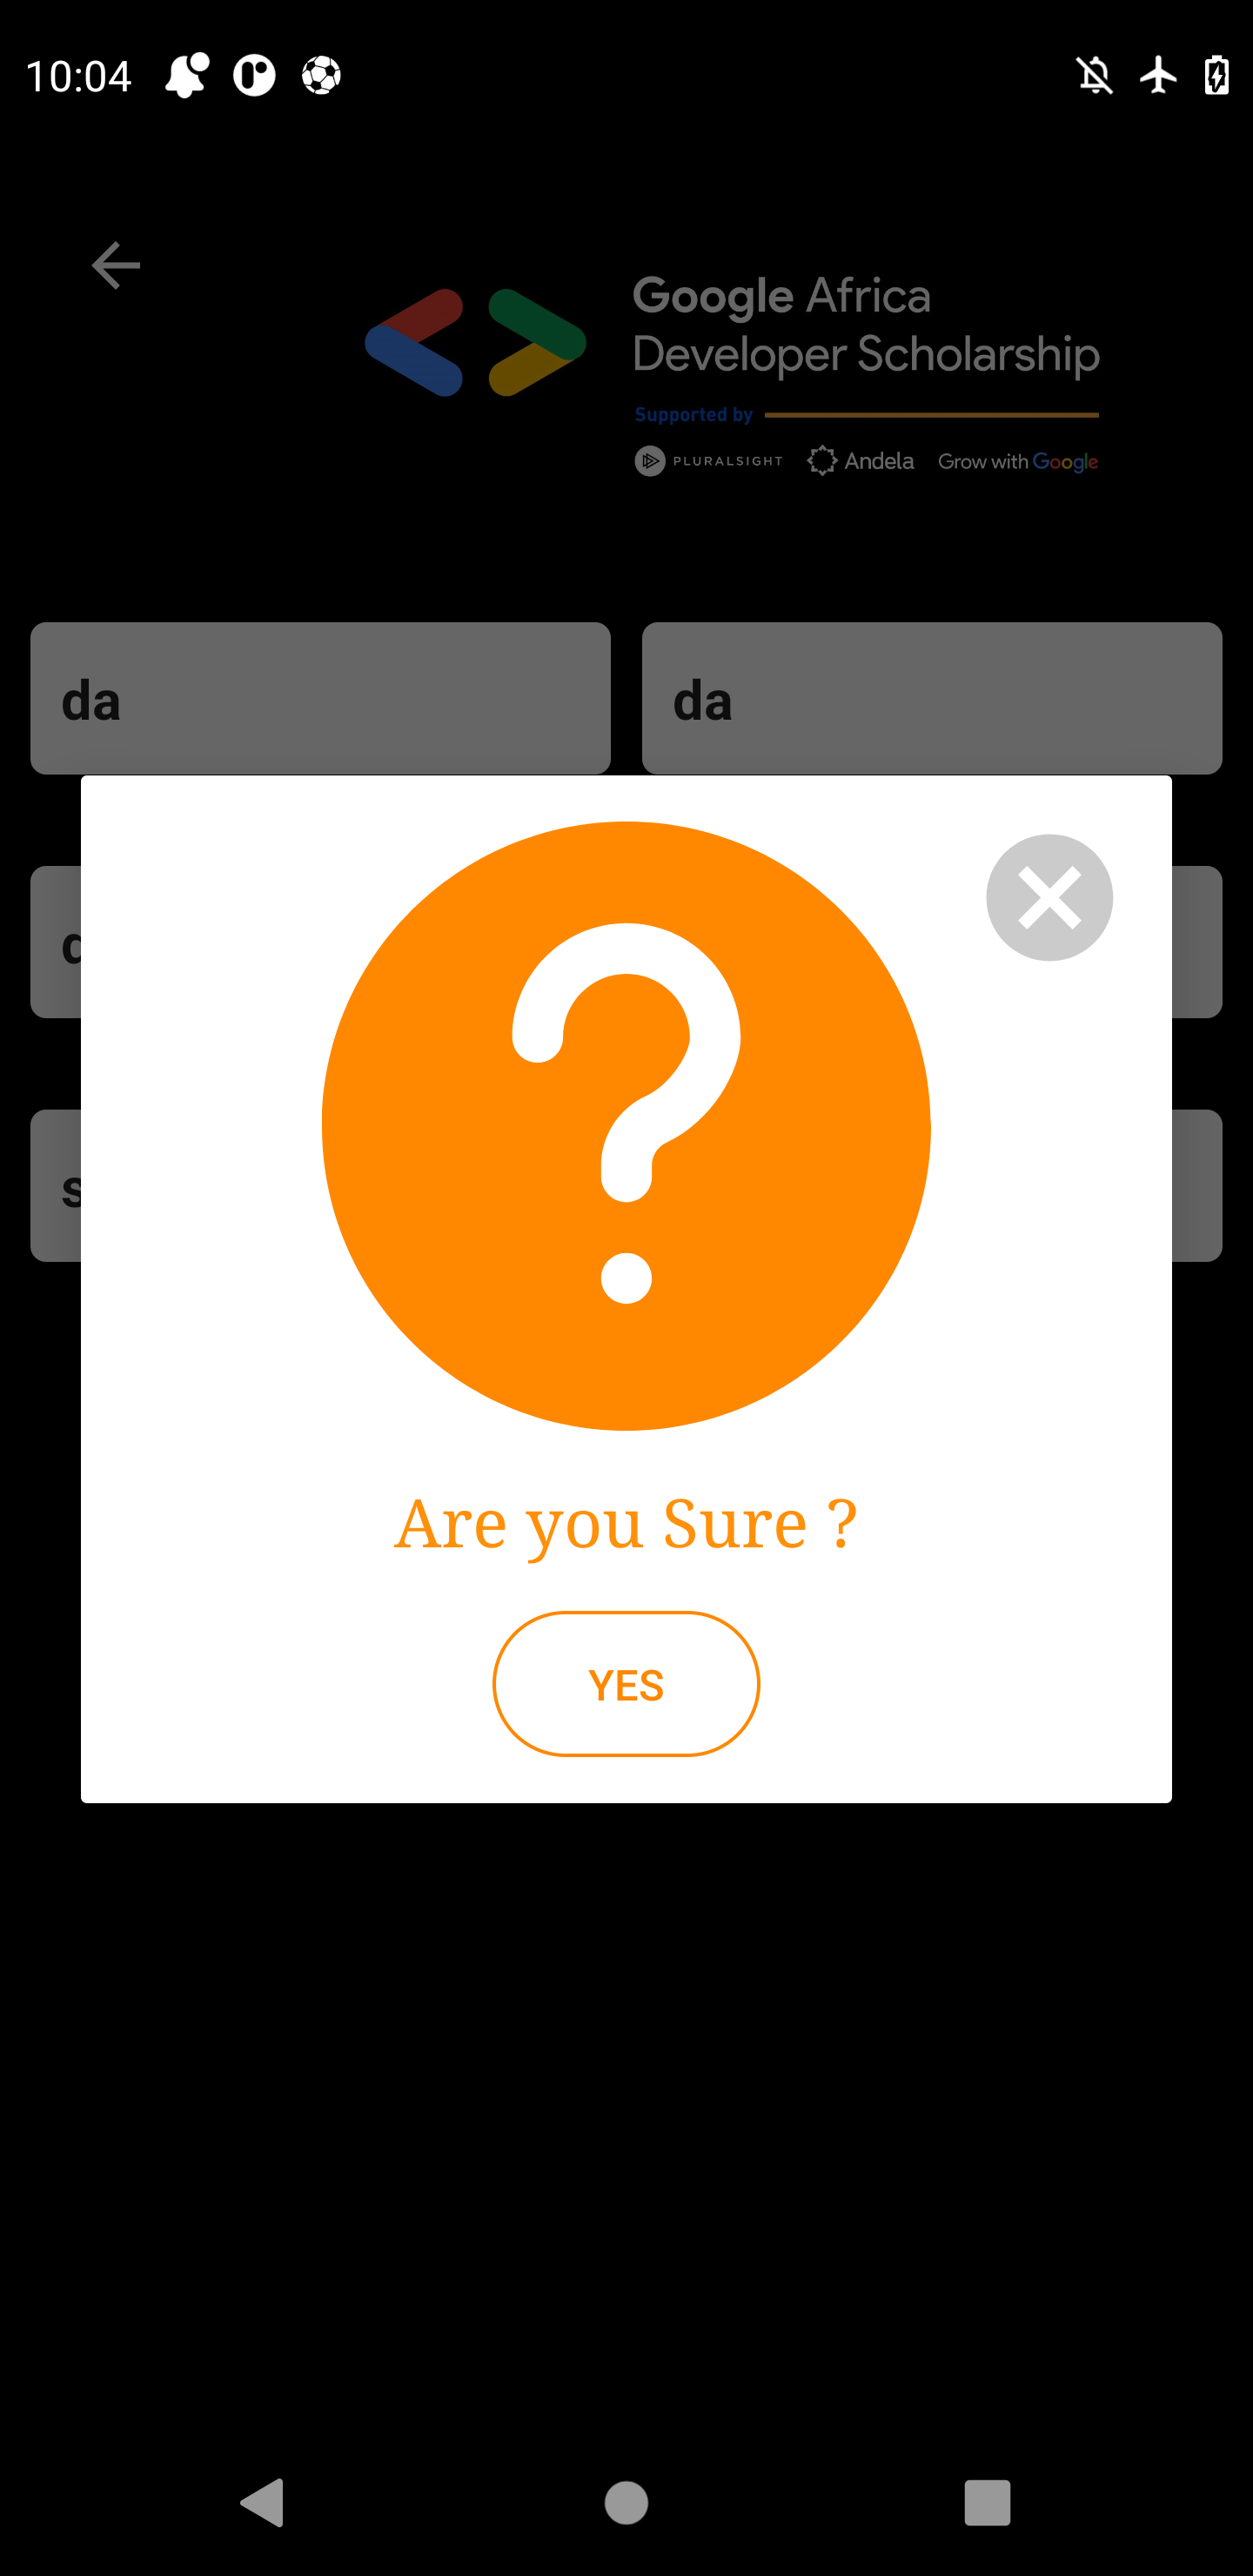 10:04
Google Africa
Developer Scholarship
Supported by
PLURALSIGHT Andela Grow with Google
da da
Are you Sure ?
YES